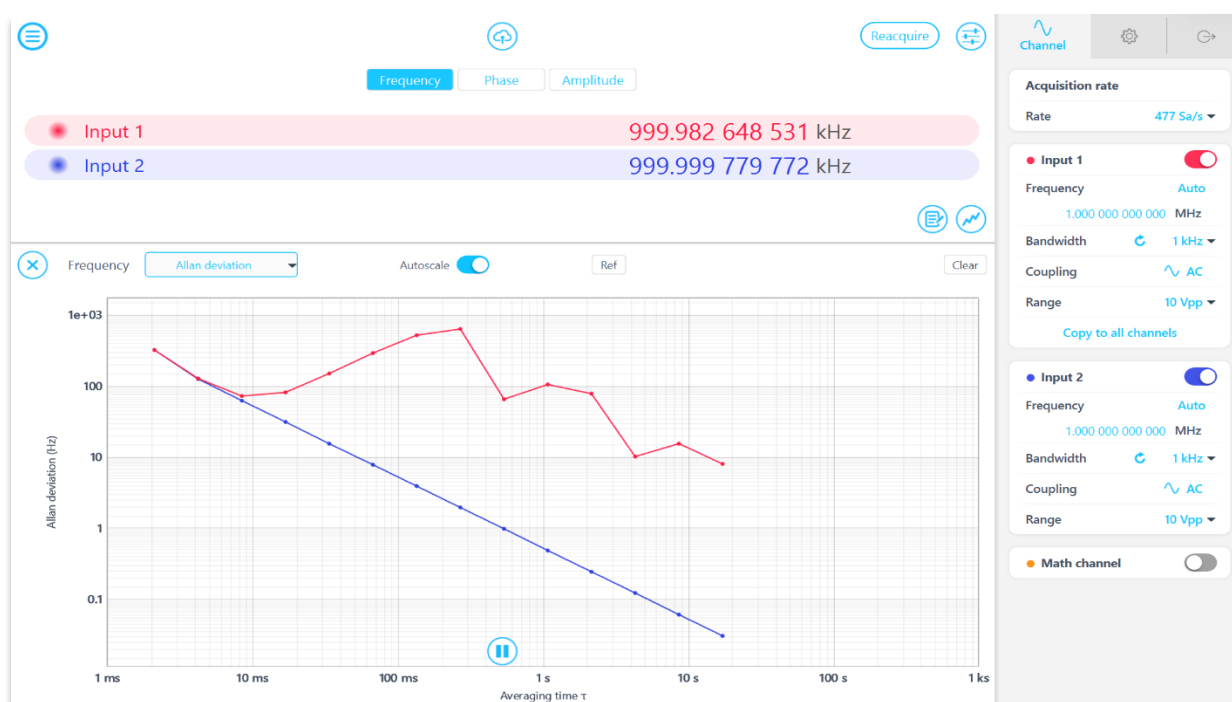 Reacquire
Frequency Phase Amplitude
Input 1 999.982 648 531 kHz
Input 2 999.999 779 772 kHz
Frequency Allan deviation Autoscale Ref Clear
1e+03
100
10
1
0.1
Allan deviation (Hz)
1 ms 10 ms 100 ms 1 s 10 s 100 s 1 ks
Averaging time τ
Channel
Acquisition rate
Rate 477 Sa/s
Input 1
Frequency Auto
1.000 000 000 000 MHz
Bandwidth 1 kHz
Coupling AC
Range 10 Vpp
Copy to all channels
Input 2
Frequency Auto
1.000 000 000 000 MHz
Bandwidth 1 kHz
Coupling AC
Range 10 Vpp
Math channel